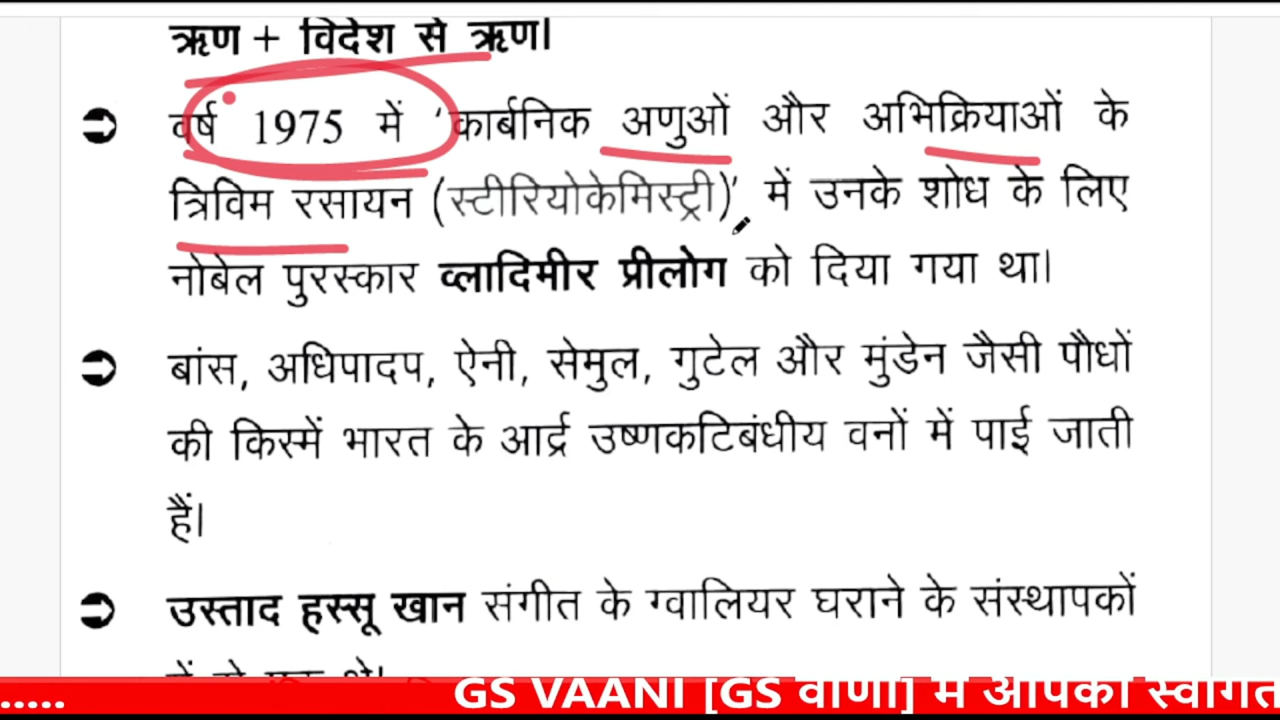 ऋण + विदेश से ऋण।
वर्ष 1975 में 'कार्बनिक अणुओं और अभिक्रियाओं के
त्रिविम रसायन (स्टीरियोकेमिस्ट्री)' में उनके शोध के लिए
नोबेल पुरस्कार व्लादिमीर प्रीलोग को दिया गया था।
बांस, अधिपादप, ऐनी, सेमुल, गुटेल और मुंडेन जैसी पौधों
की किस्में भारत के आर्द्र उष्णकटिबंधीय वनों में पाई जाती
हैं।
उस्ताद हस्सू खान संगीत के ग्वालियर घराने के संस्थापकों
..... GS VAANI [GS वाणी] में आपका स्वागत